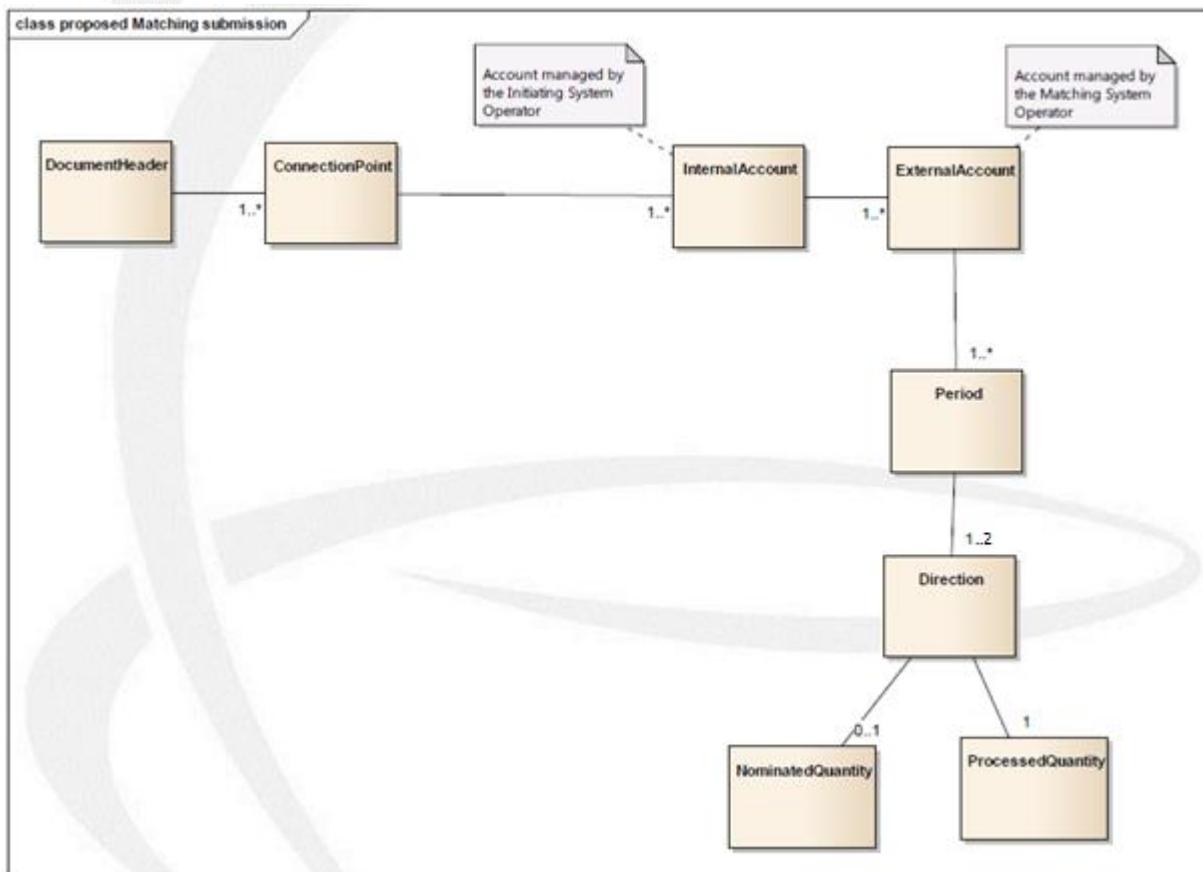 class proposed Matching submission
Account managed by
the Initiating System
Operator
Account managed by
the Matching System
Operator
DocumentHeader
ConnectionPoint
InternalAccount
ExternalAccount
1..*
1..*
1..*
1..*
Period
1..2
Direction
0..1
1
NominatedQuantity
ProcessedQuantity